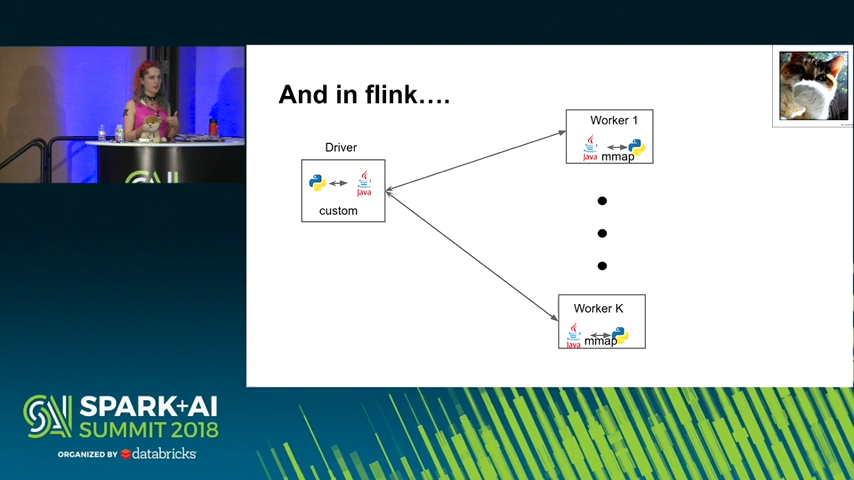 And in flink….
Driver
Java
custom
Worker 1
Java
mmap
Worker K
Java
mmap
SPARK+AI
SUMMIT 2018
ORGANIZED BY databricks